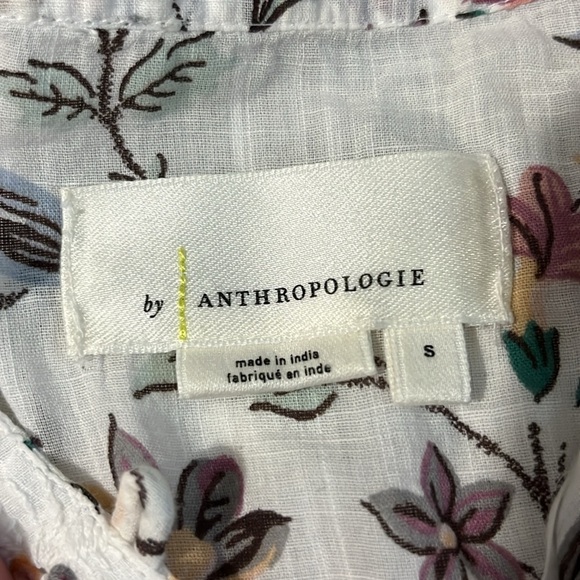 by ANTHROPOLOGIE
made in india
fabriqué en inde
S